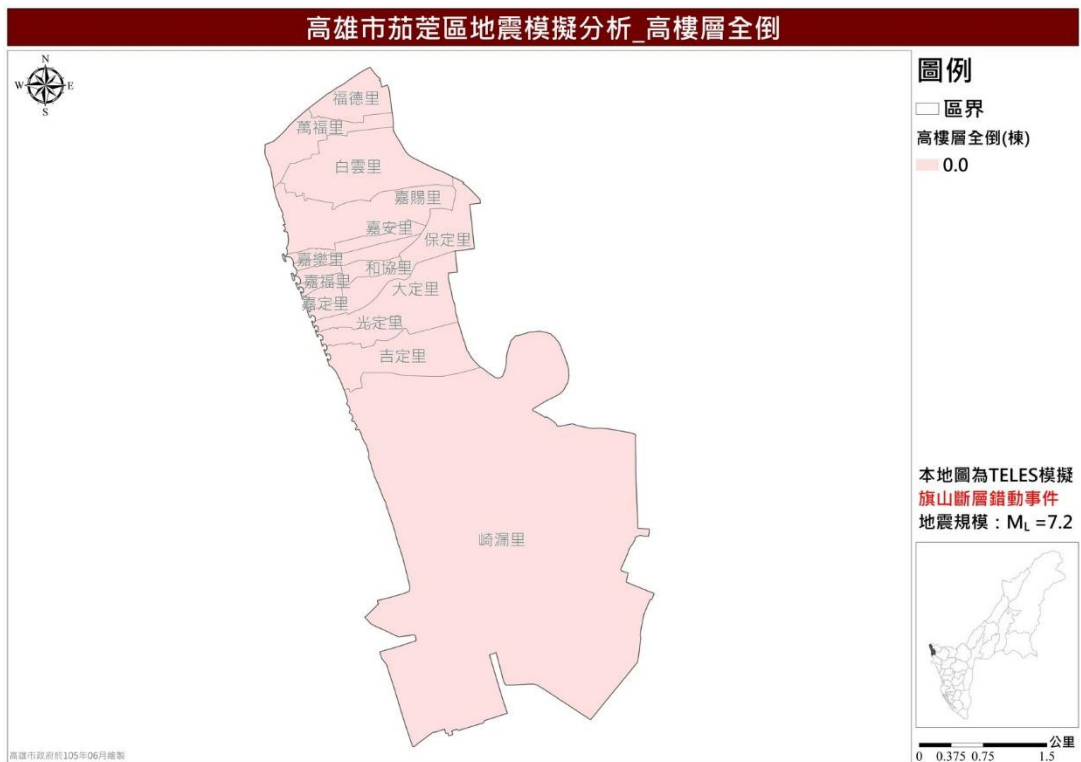 高雄市茄萣區地震模擬分析_高樓層全倒
N
W
E
S
圖例
區界
高樓層全倒(棟)
0.0
福德里
萬福里
白雲里
嘉賜里
嘉安里
保定里
嘉樂里
和協里
嘉福里
大定里
嘉定里
光定里
吉定里
崎漏里
本地圖為TELES模擬
旗山斷層錯動事件
地震規模：ML =7.2
公里
0 0.375 0.75 1.5
高雄市政府於105年06月繪製